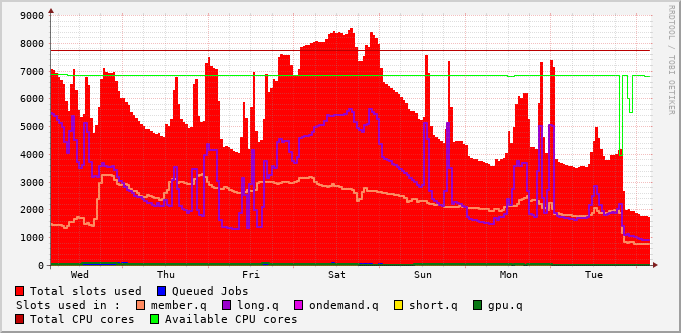 9000
8000
7000
6000
5000
4000
3000
2000
1000
0
Wed Thu Fri Sat Sun Mon Tue
RRDTOOL / TOBI OETIKER
Total slots used Queued Jobs
Slots used in : member.q long.q ondemand.q short.q gpu.q
Total CPU cores Available CPU cores